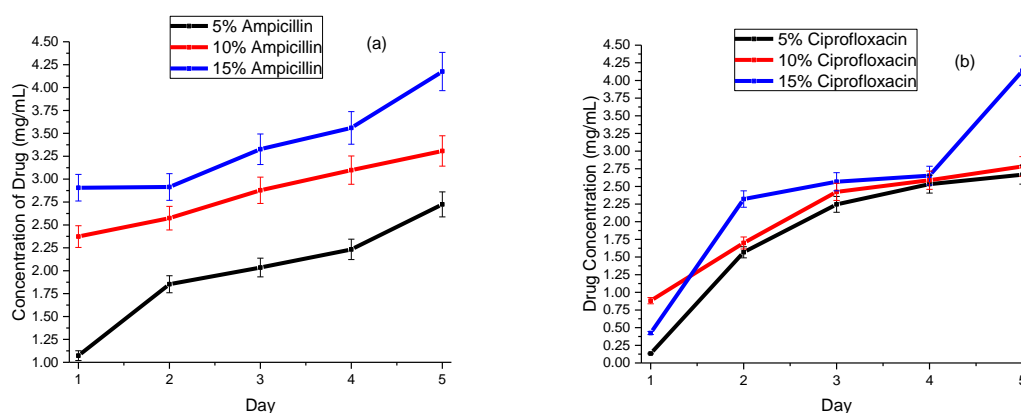 5% Ampicillin
10% Ampicillin
15% Ampicillin
(a)
Concentration of Drug (mg/mL)
4.50
4.25
4.00
3.75
3.50
3.25
3.00
2.75
2.50
2.25
2.00
1.75
1.50
1.25
1.00
1 2 3 4 5
Day
5% Ciprofloxacin
10% Ciprofloxacin
15% Ciprofloxacin
(b)
Drug Concentration (mg/mL)
4.50
4.25
4.00
3.75
3.50
3.25
3.00
2.75
2.50
2.25
2.00
1.75
1.50
1.25
1.00
0.75
0.50
0.25
0.00
1 2 3 4 5
Day